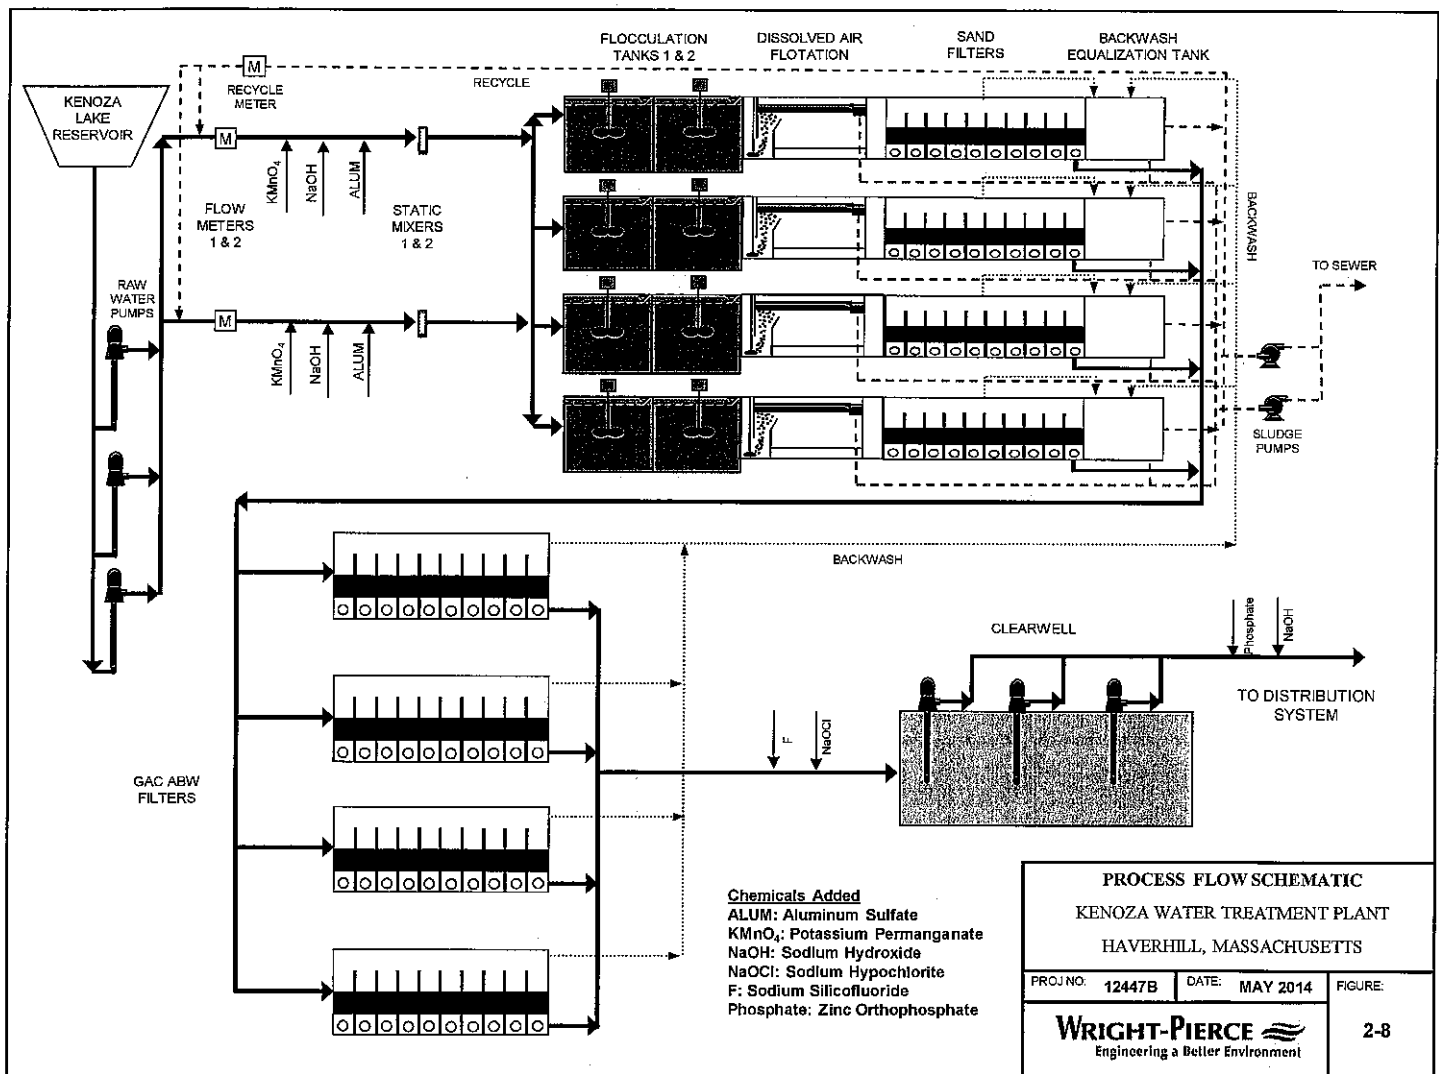 FLOCCULATION
TANKS 1 & 2
DISSOLVED AIR
FLOTATION
SAND
FILTERS
BACKWASH
EQUALIZATION TANK
M
RECYCLE
METER
RECYCLE
KENOZA
LAKE
RESERVOIR
M
KMnO4
NaOH
ALUM
FLOW
METERS
1 & 2
STATIC
MIXERS
1 & 2
BACKWASH
TO SEWER
RAW
WATER
PUMPS
M
KMnO4
NaOH
ALUM
SLUDGE
PUMPS
BACKWASH
GAC ABW
FILTERS
F
NaOCl
CLEARWELL
Phosphate
NaOH
TO DISTRIBUTION
SYSTEM
Chemicals Added
ALUM: Aluminum Sulfate
KMnO4: Potassium Permanganate
NaOH: Sodium Hydroxide
NaOCl: Sodium Hypochlorite
F: Sodium Silicofluoride
Phosphate: Zinc Orthophosphate
PROCESS FLOW SCHEMATIC
KENOZA WATER TREATMENT PLANT
HAVERHILL, MASSACHUSETTS
PROJ NO: 12447B DATE: MAY 2014 FIGURE:
WRIGHT-PIERCE
Engineering a Better Environment
2-8